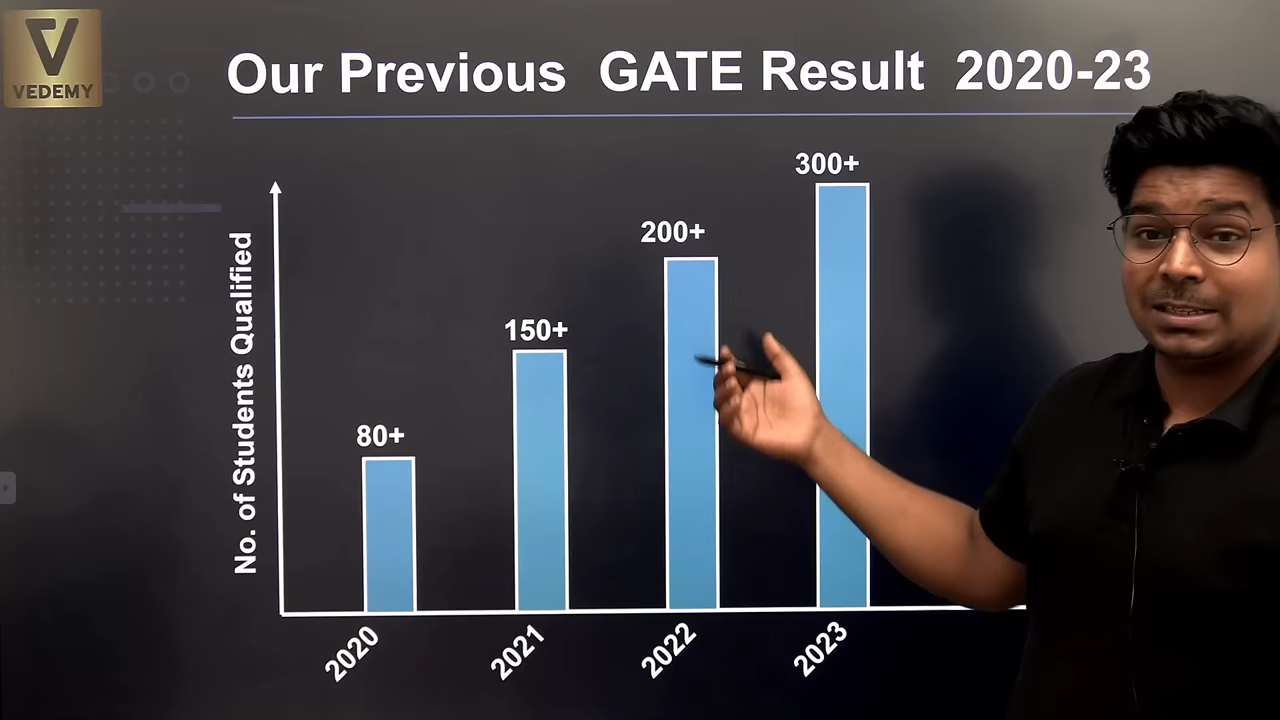 VEDEMY
Our Previous GATE Result 2020-23
No. of Students Qualified
80+
150+
200+
300+
2020
2021
2022
2023